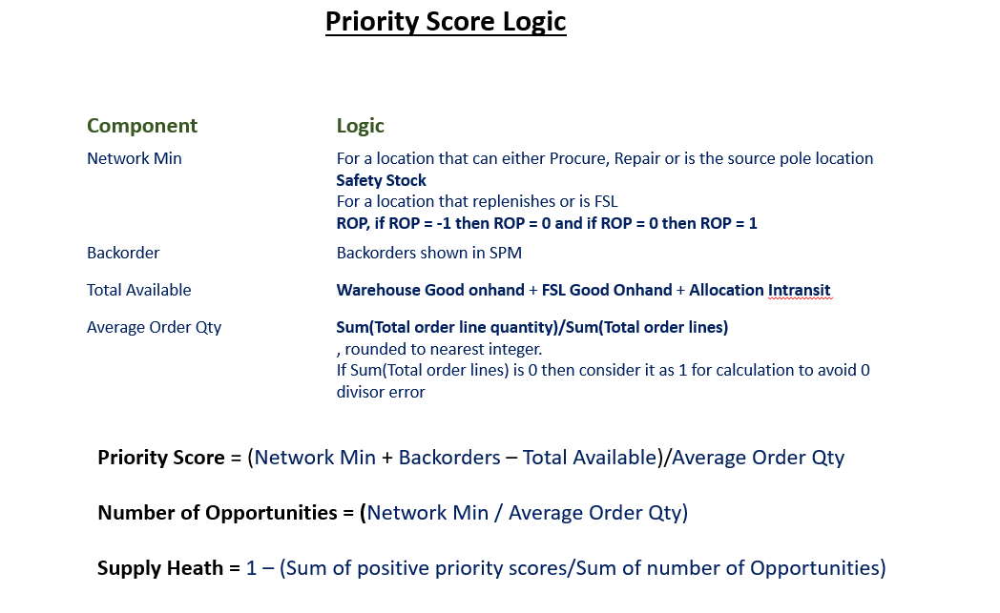 Priority Score Logic
Component Logic
Network Min For a location that can either Procure, Repair or is the source pole location
Safety Stock
For a location that replenishes or is FSL
ROP, if ROP = -1 then ROP = 0 and if ROP = 0 then ROP = 1
Backorder Backorders shown in SPM
Total Available Warehouse Good onhand + FSL Good Onhand + Allocation Intransit
Average Order Qty Sum(Total order line quantity)/Sum(Total order lines)
, rounded to nearest integer.
If Sum(Total order lines) is 0 then consider it as 1 for calculation to avoid 0
divisor error
Priority Score = (Network Min + Backorders – Total Available)/Average Order Qty
Number of Opportunities = (Network Min / Average Order Qty)
Supply Heath = 1 – (Sum of positive priority scores/Sum of number of Opportunities)